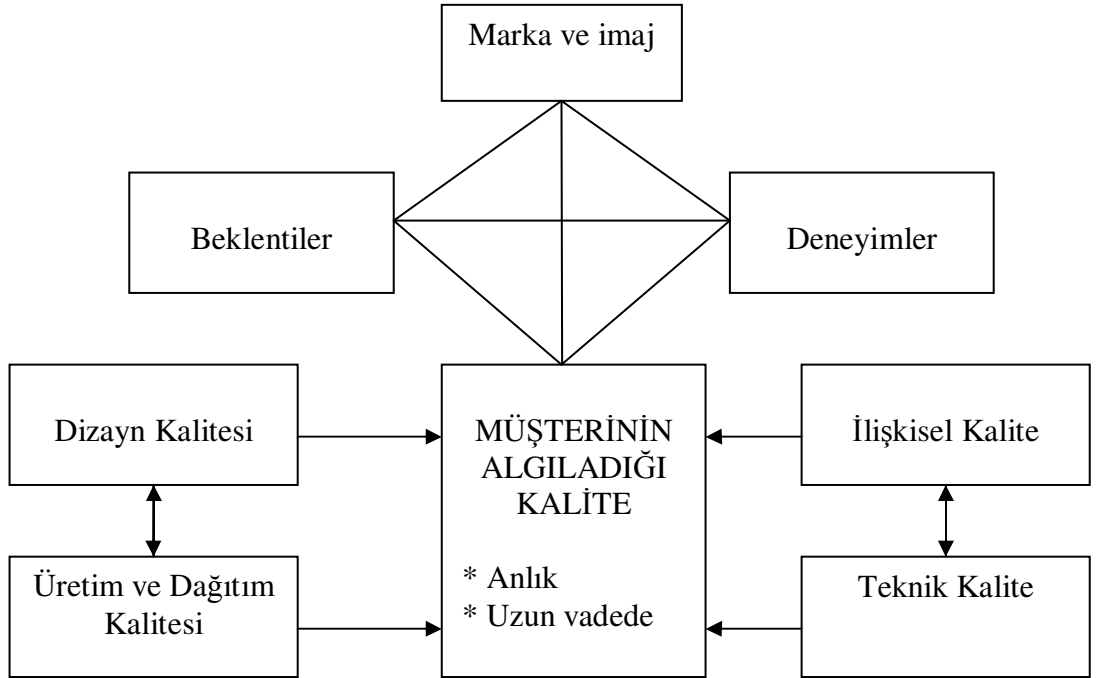 Marka ve imaj
Beklentiler
Deneyimler
Dizayn Kalitesi
MÜŞTERİNİN
ALGILADIĞI
KALİTE
* Anlık
* Uzun vadede
İlişkisel Kalite
Üretim ve Dağıtım
Kalitesi
Teknik Kalite